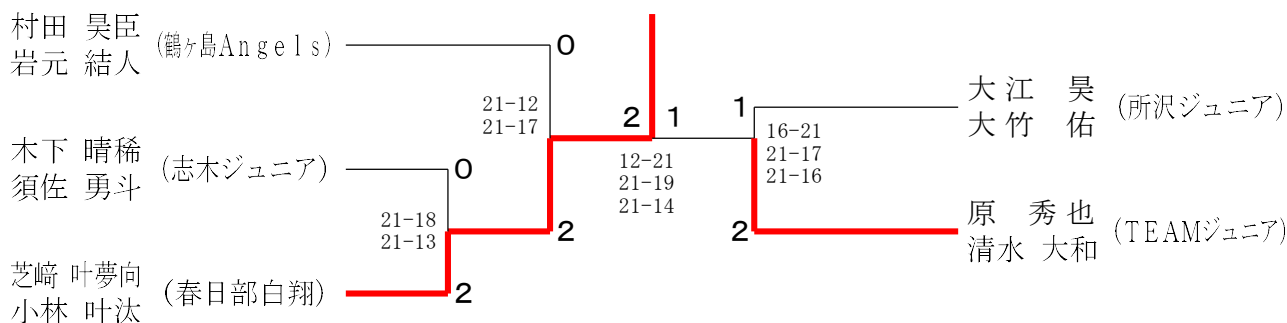 村田 昊臣
岩元 結人
(鶴ヶ島Angels)
0
21-12
21-17
木下 晴稀
須佐 勇斗
(志木ジュニア)
0
21-18
21-13
2
芝﨑 叶夢向
小林 叶汰
(春日部白翔)
2
2
1
12-21
21-19
21-14
1
16-21
21-17
21-16
2
大江 昊
大竹 佑
(所沢ジュニア)
原 秀也
清水 大和
(TEAMジュニア)